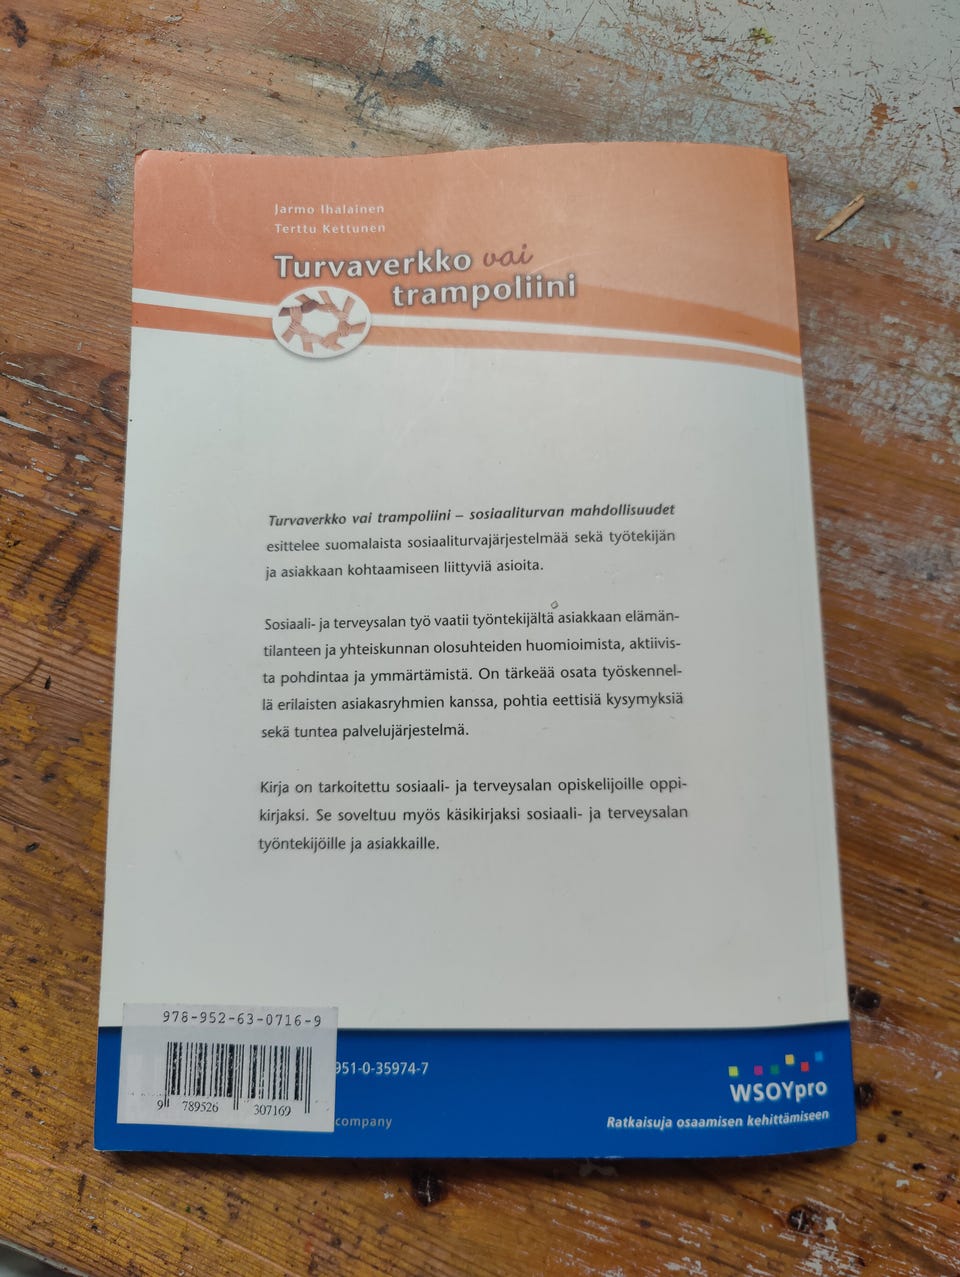 Jarmo Ihalainen
Terttu Kettunen
Turvaverkko vai
trampoliini
Turvaverkko vai trampoliini – sosiaaliturvan mahdollisuudet
esittelee suomalaista sosiaaliturvajärjestelmää sekä työtekijän
ja asiakkaan kohtaamiseen liittyviä asioita.
Sosiaali- ja terveysalan työ vaatii työntekijältä asiakkaan elämän-
tilanteen ja yhteiskunnan olosuhteiden huomioimista, aktiivis-
ta pohdintaa ja ymmärtämistä. On tärkeää osata työskennel-
lä erilaisten asiakasryhmien kanssa, pohtia eettisiä kysymyksiä
sekä tuntea palvelujärjestelmä.
Kirja on tarkoitettu sosiaali- ja terveysalan opiskelijoille oppi-
kirjaksi. Se soveltuu myös käsikirjaksi sosiaali- ja terveysalan
työntekijöille ja asiakkaille.
978-952-63-0716-9
9 789526 307169
951-0-35974-7
company
WSOYpro
Ratkaisuja osaamisen kehittämiseen